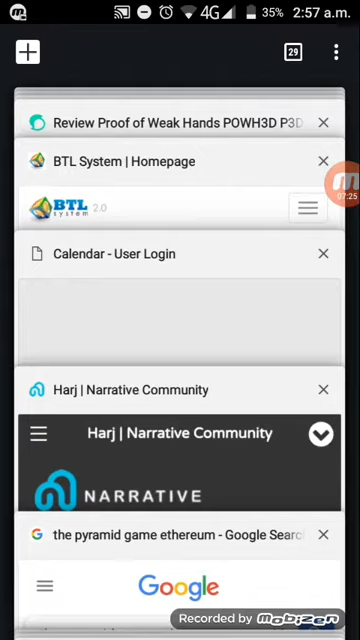 4G 35% 2:57 a.m.
29
Review Proof of Weak Hands POWH3D P3D
BTL System | Homepage
BTL system 2.0
07:25
Calendar - User Login
Harj | Narrative Community
Harj | Narrative Community
NARRATIVE
the pyramid game ethereum - Google Searc
Google
Recorded by Mobizen